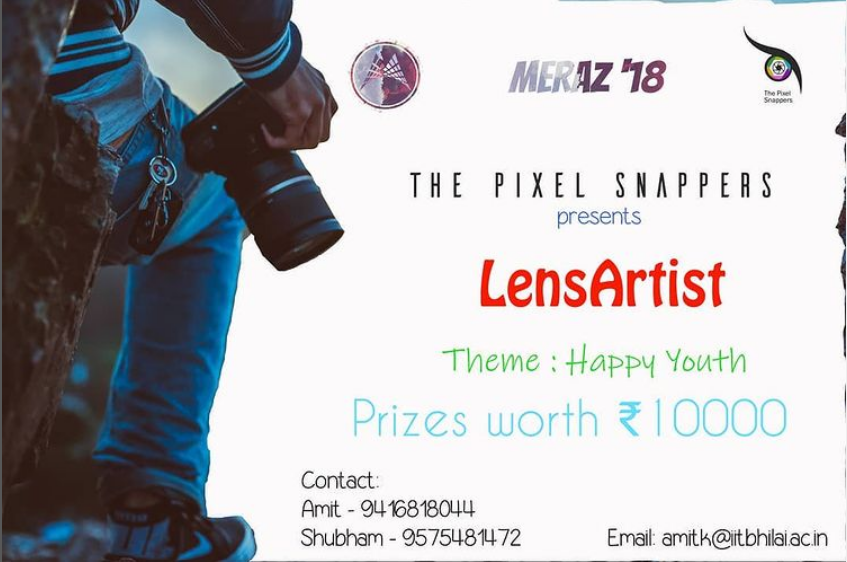 MERAZ '18
The Pixel
Snappers
THE PIXEL SNAPPERS
presents
LensArtist
Theme : Happy Youth
Prizes worth ₹10000
Contact:
Amit - 9416818044
Shubham - 9575481472
Email: amitk@iitbhilai.ac.in